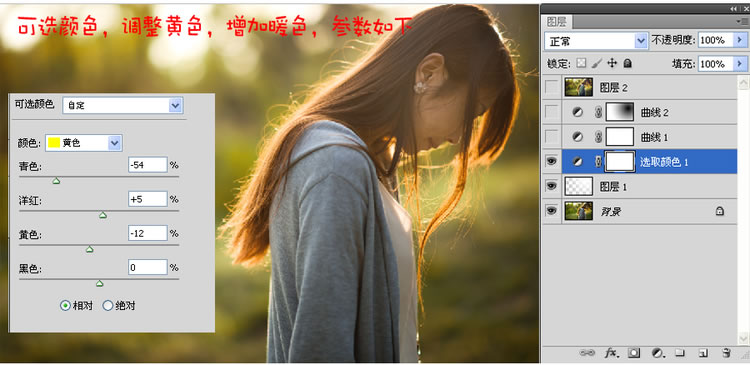 可选颜色，调整黄色，增加暖色，参数如下
可选颜色 自定
颜色: 黄色
青色: -54 %
洋红: +5 %
黄色: -12 %
黑色: 0 %
相对 绝对
图层
正常 不透明度: 100%
锁定: 填充: 100%
图层 2
曲线 2
曲线 1
选取颜色 1
图层 1
背景
fx.